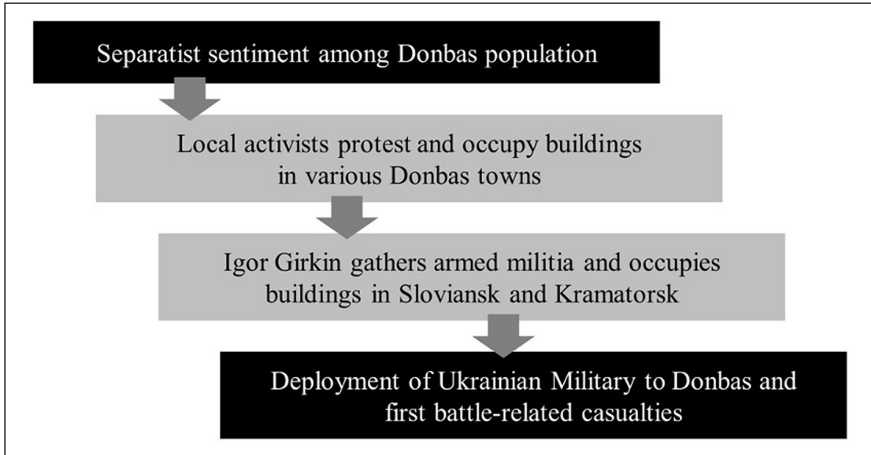 Separatist sentiment among Donbas population
Local activists protest and occupy buildings
in various Donbas towns
Igor Girkin gathers armed militia and occupies
buildings in Sloviansk and Kramatorsk
Deployment of Ukrainian Military to Donbas and
first battle-related casualties